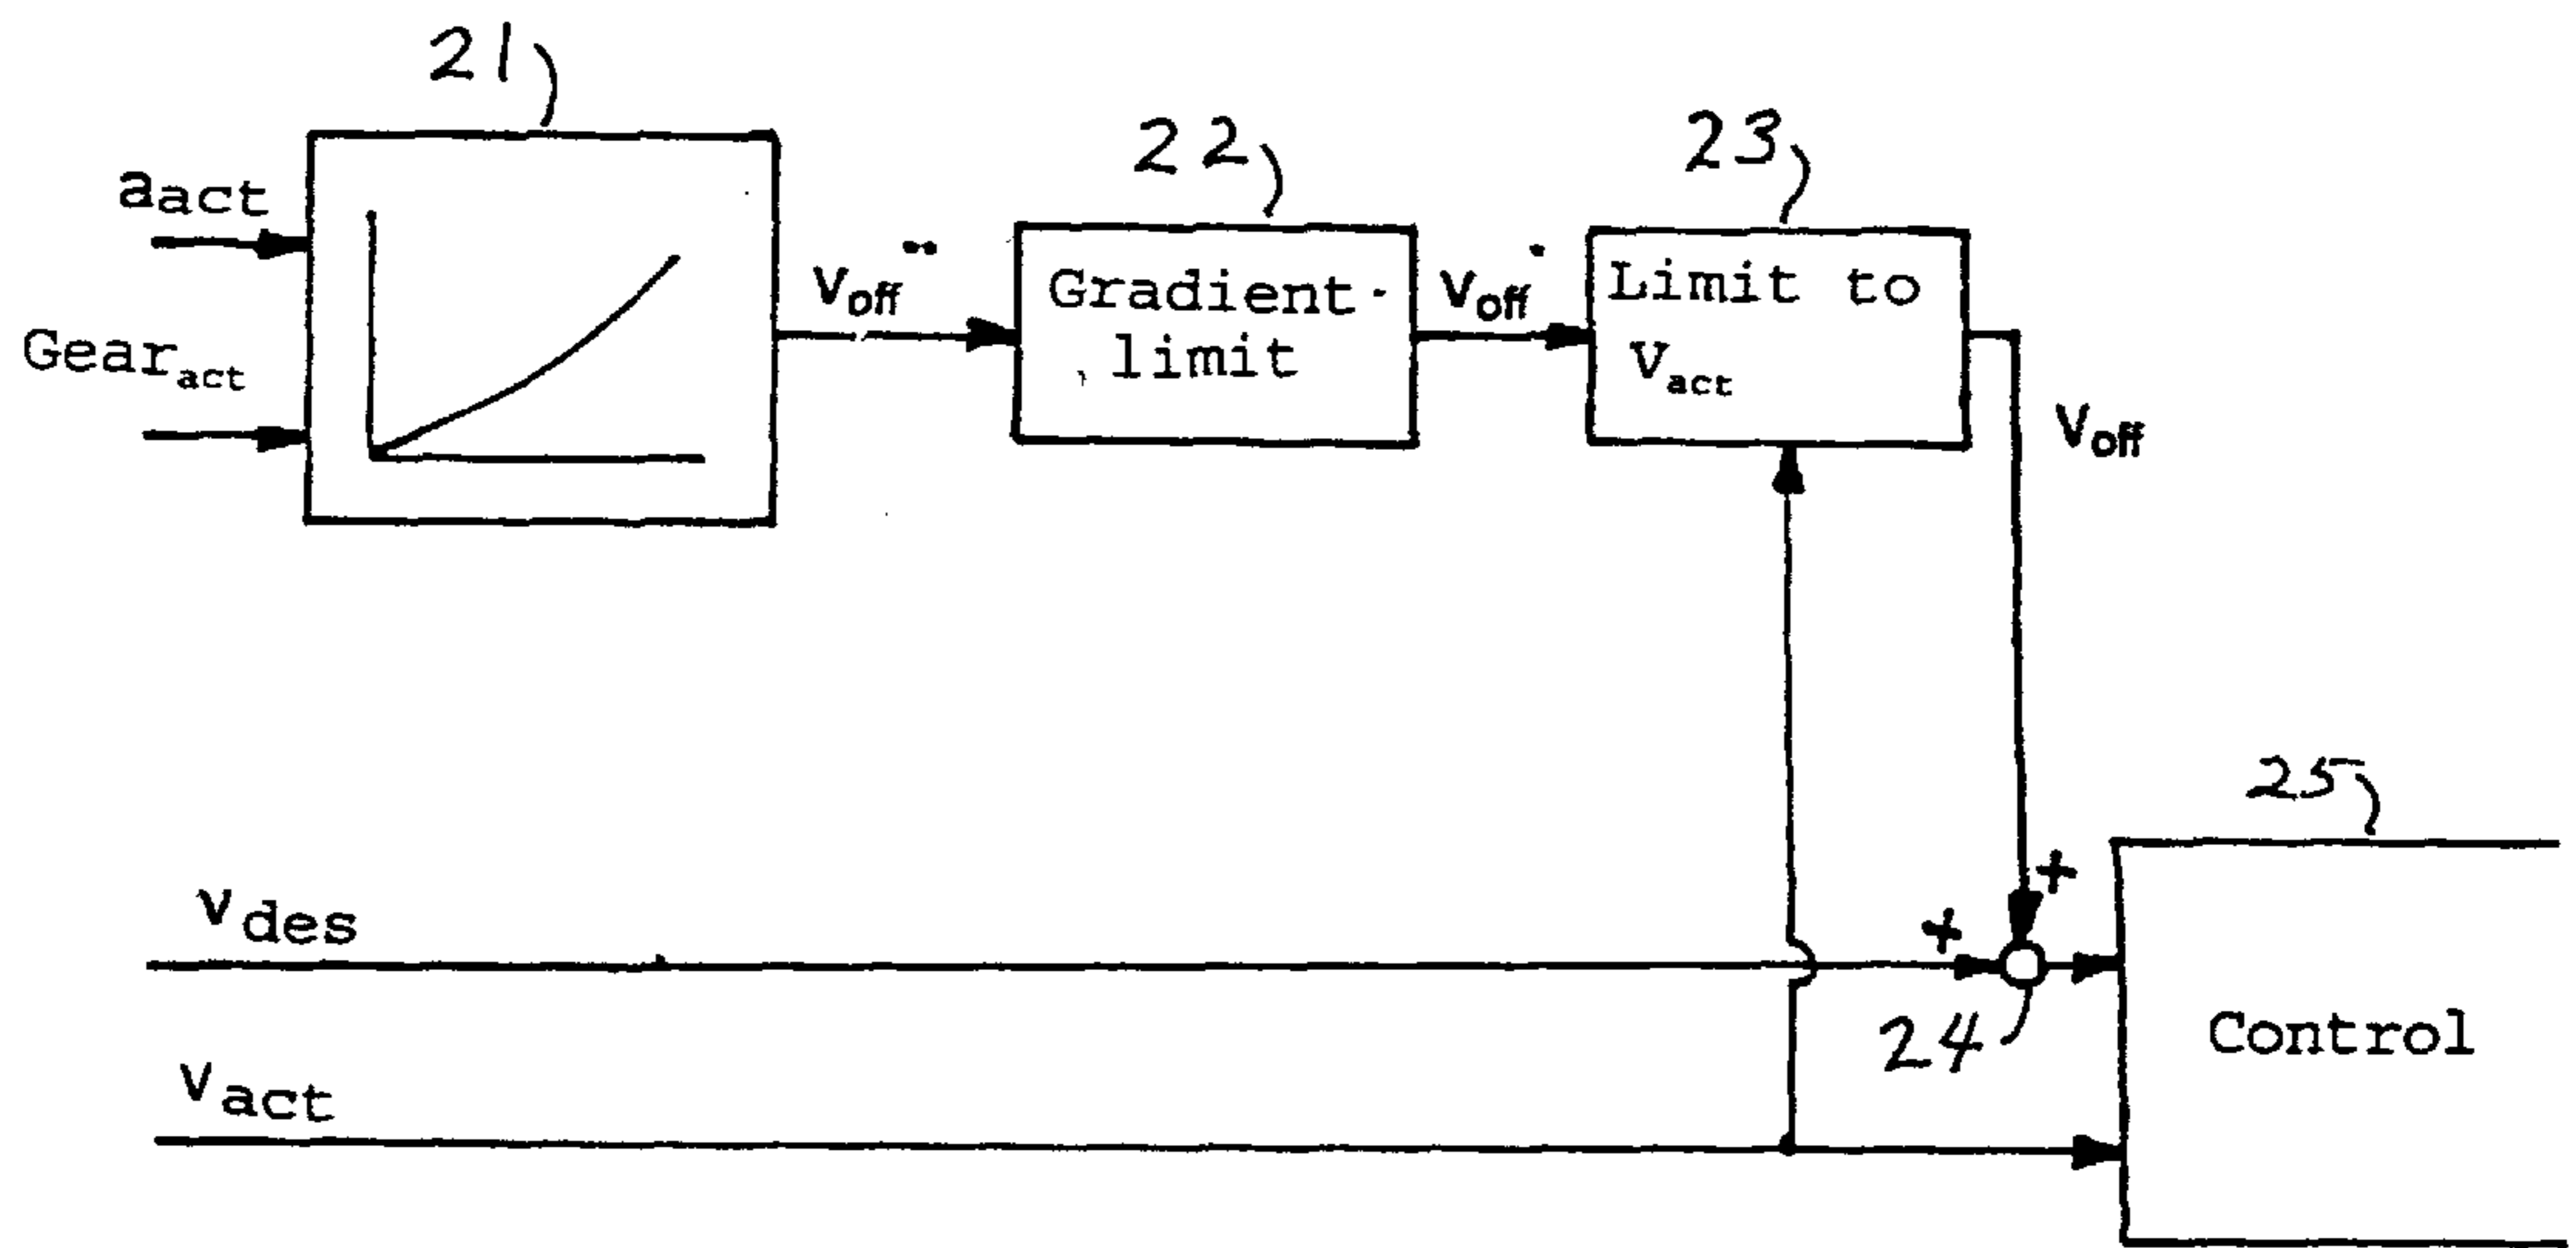 21
22
23
a_act
Gear_act
V_off¨
Gradient
limit
V_off˙
Limit to
V_act
V_off
25
+
v_des
+
24
Control
v_act